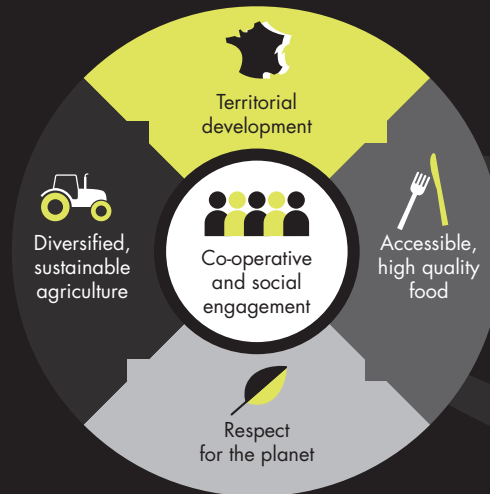 Territorial
development
Diversified,
sustainable
agriculture
Co-operative
and social
engagement
Accessible,
high quality
food
Respect
for the planet